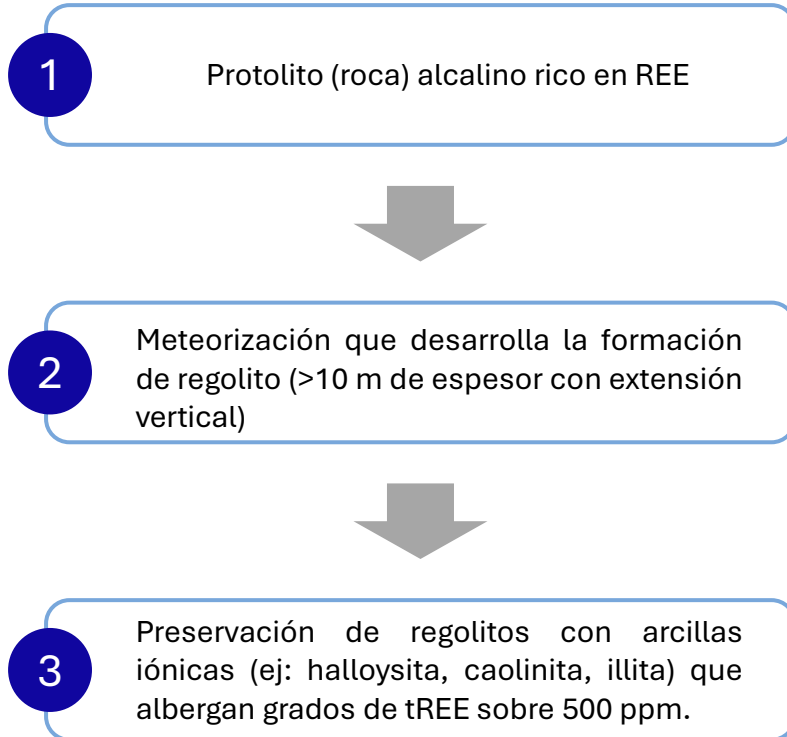 1
Protolito (roca) alcalino rico en REE
2
Meteorización que desarrolla la formación
de regolito (>10 m de espesor con extensión
vertical)
3
Preservación de regolitos con arcillas
iónicas (ej: halloysita, caolinita, illita) que
albergan grados de tREE sobre 500 ppm.